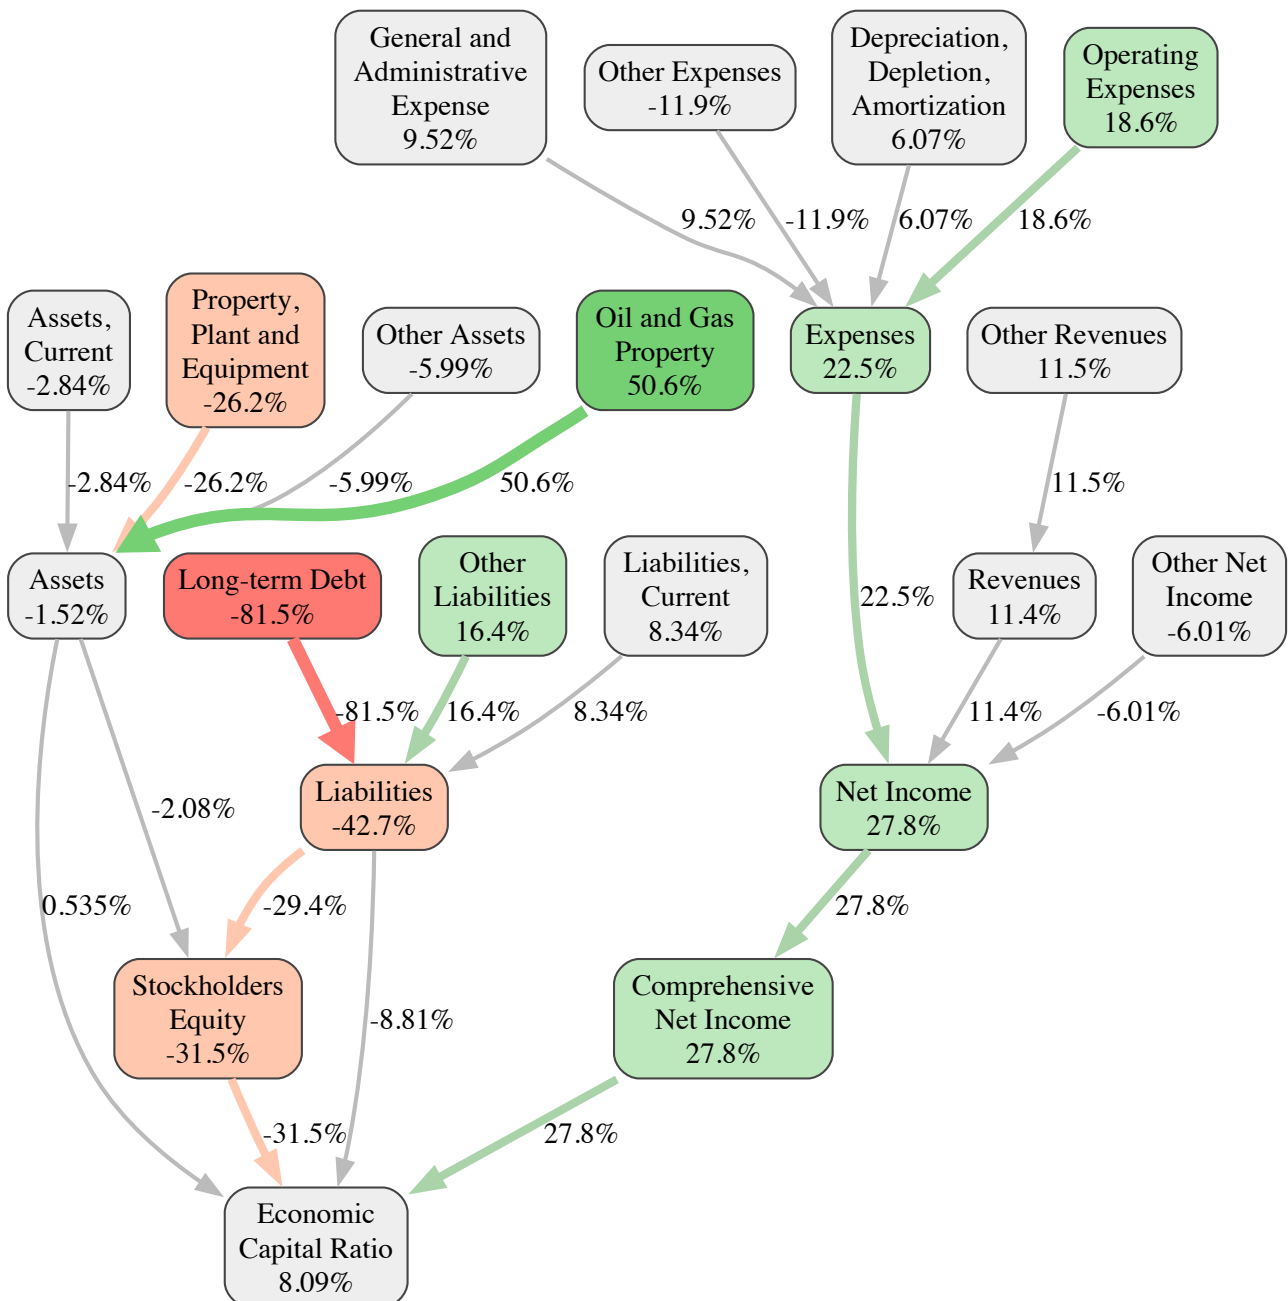 General and
Administrative
Expense
9.52%
Other Expenses
-11.9%
Depreciation,
Depletion,
Amortization
6.07%
Operating
Expenses
18.6%
9.52%
-11.9%
6.07%
18.6%
Assets,
Current
-2.84%
Property,
Plant and
Equipment
-26.2%
Other Assets
-5.99%
Oil and Gas
Property
50.6%
Expenses
22.5%
Other Revenues
11.5%
-2.84%
-26.2%
-5.99%
50.6%
11.5%
Assets
-1.52%
Long-term Debt
-81.5%
Other
Liabilities
16.4%
Liabilities,
Current
8.34%
22.5%
Revenues
11.4%
Other Net
Income
-6.01%
-81.5%
16.4%
8.34%
11.4%
-6.01%
-2.08%
Liabilities
-42.7%
Net Income
27.8%
0.535%
-29.4%
27.8%
Stockholders
Equity
-31.5%
-8.81%
Comprehensive
Net Income
27.8%
-31.5%
27.8%
Economic
Capital Ratio
8.09%